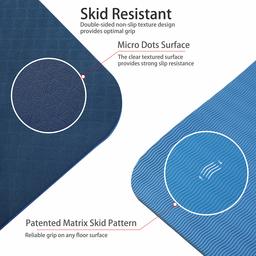 Skid Resistant
Double-sided non-slip texture design
provides optimal grip
Micro Dots Surface
The clear textured surface
provides strong slip resistance
Patented Matrix Skid Pattern
Reliable grip on any floor surface